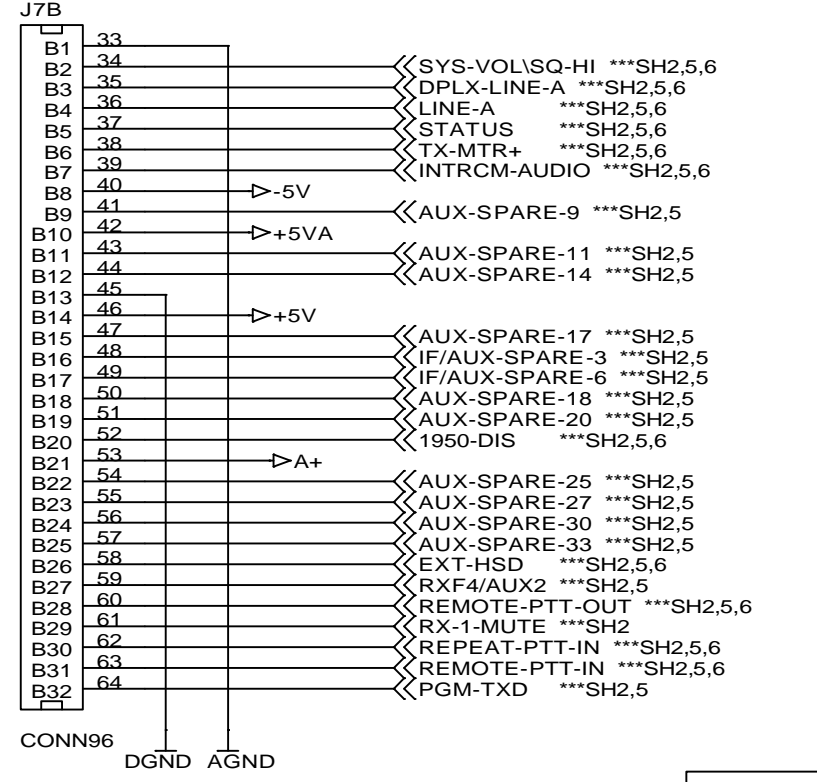 J7B
B1 33
B2 34 SYS-VOL\SQ-HI ***SH2,5,6
B3 35 DPLX-LINE-A ***SH2,5,6
B4 36 LINE-A ***SH2,5,6
B5 37 STATUS ***SH2,5,6
B6 38 TX-MTR+ ***SH2,5,6
B7 39 INTRCM-AUDIO ***SH2,5,6
B8 40 -5V
B9 41 AUX-SPARE-9 ***SH2,5
B10 42 +5VA
B11 43 AUX-SPARE-11 ***SH2,5
B12 44 AUX-SPARE-14 ***SH2,5
B13 45
B14 46 +5V
B15 47 AUX-SPARE-17 ***SH2,5
B16 48 IF/AUX-SPARE-3 ***SH2,5
B17 49 IF/AUX-SPARE-6 ***SH2,5
B18 50 AUX-SPARE-18 ***SH2,5
B19 51 AUX-SPARE-20 ***SH2,5
B20 52 1950-DIS ***SH2,5,6
B21 53 A+
B22 54 AUX-SPARE-25 ***SH2,5
B23 55 AUX-SPARE-27 ***SH2,5
B24 56 AUX-SPARE-30 ***SH2,5
B25 57 AUX-SPARE-33 ***SH2,5
B26 58 EXT-HSD ***SH2,5,6
B27 59 RXF4/AUX2 ***SH2,5
B28 60 REMOTE-PTT-OUT ***SH2,5,6
B29 61 RX-1-MUTE ***SH2
B30 62 REPEAT-PTT-IN ***SH2,5,6
B31 63 REMOTE-PTT-IN ***SH2,5,6
B32 64 PGM-TXD ***SH2,5
CONN96
DGND AGND